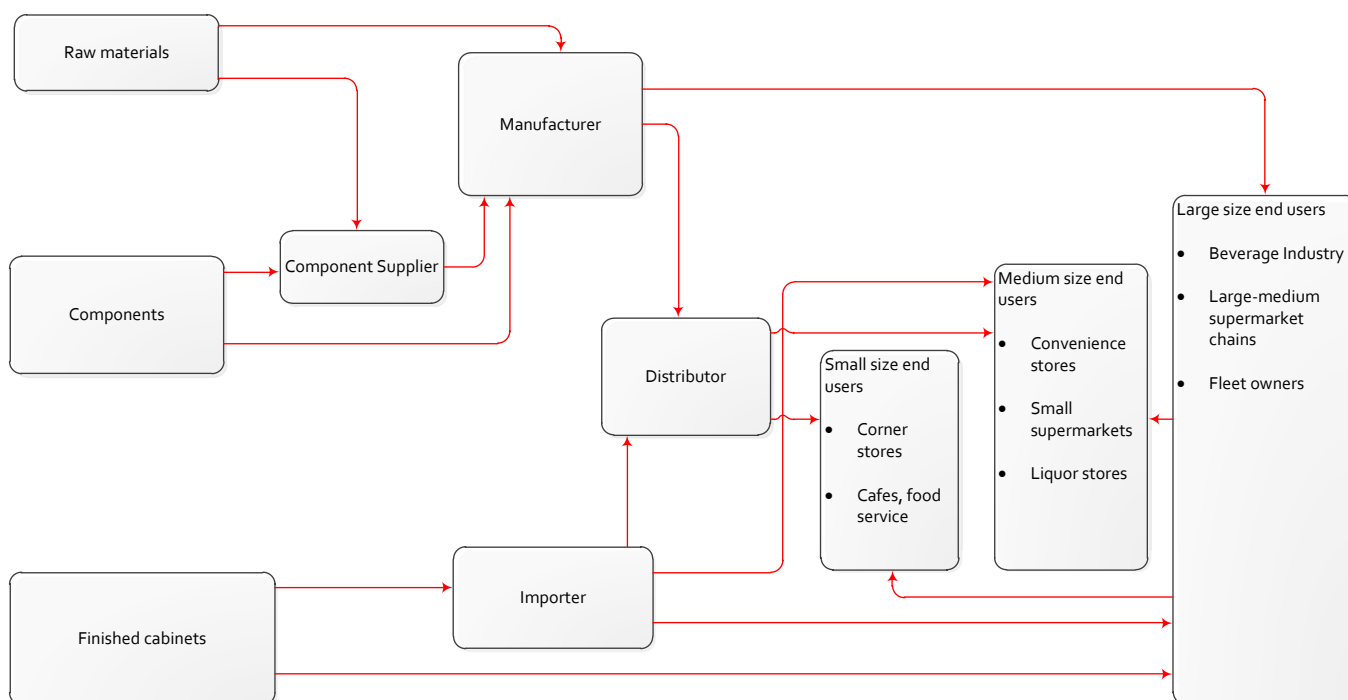 Raw materials
Manufacturer
Component Supplier
Components
Distributor
Importer
Finished cabinets
Small size end
users
• Corner
stores
• Cafes, food
service
Medium size end
users
• Convenience
stores
• Small
supermarkets
• Liquor stores
Large size end users
• Beverage Industry
• Large-medium
supermarket
chains
• Fleet owners